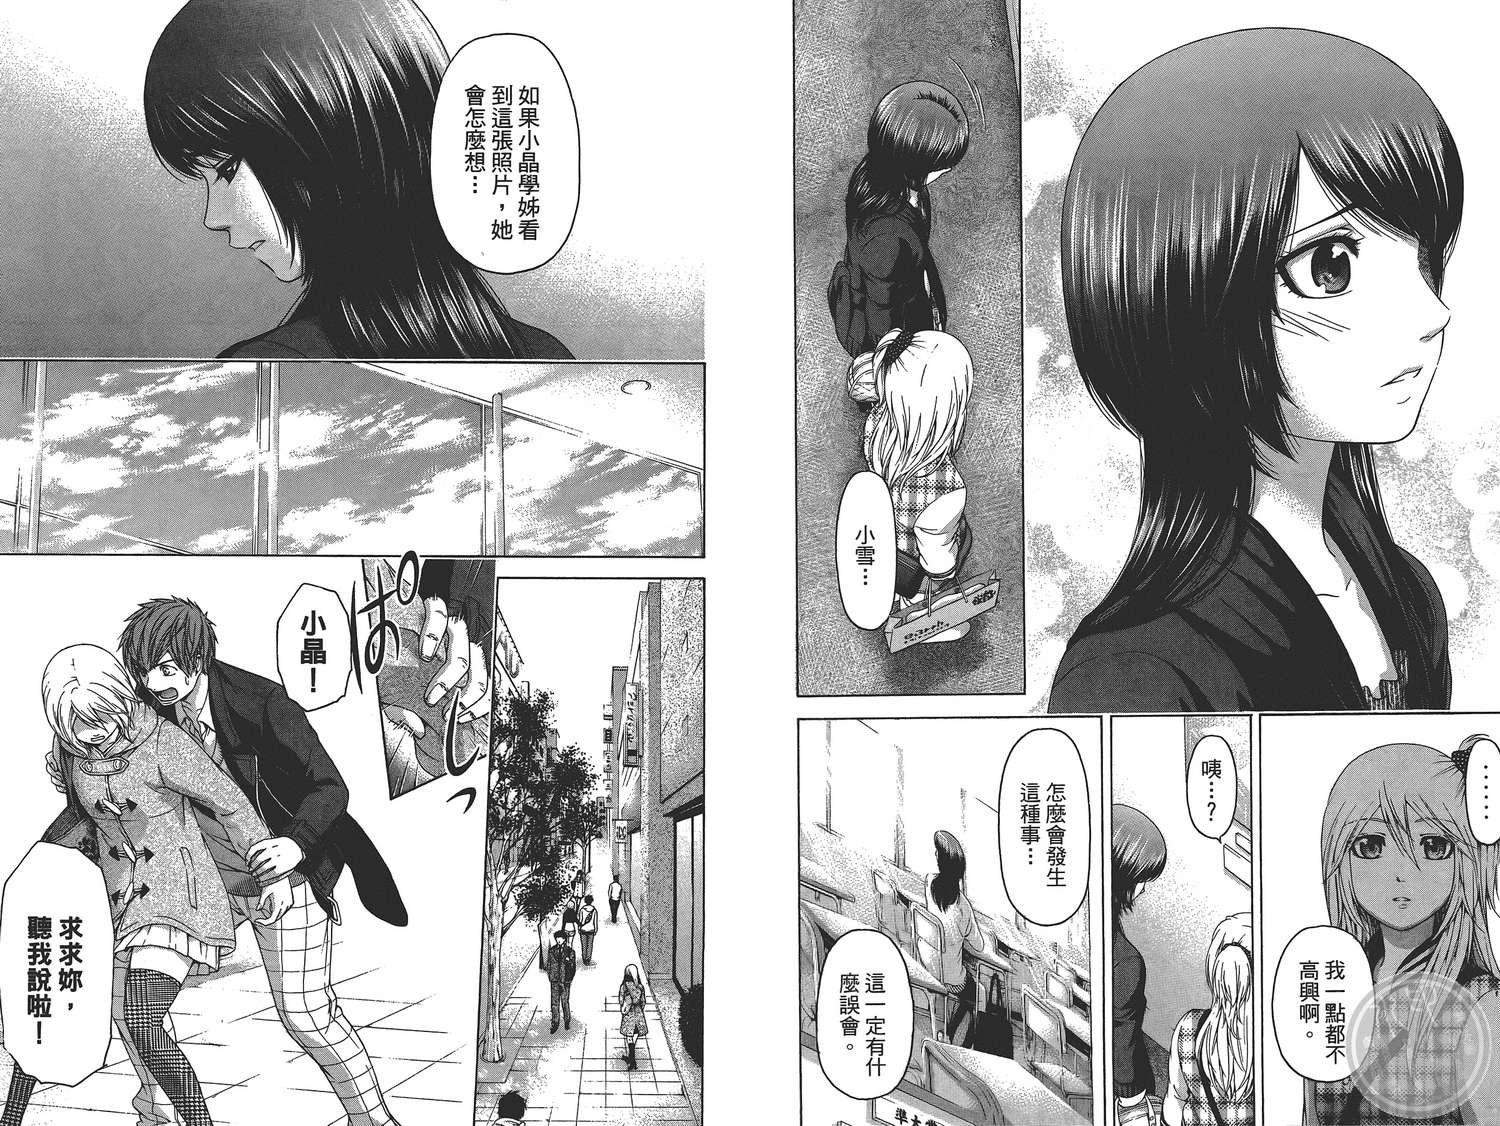 小雪…
……
我一點都不
高興啊。
咦…?
怎麼會發生
這種事…
這一定有什
麼誤會。
如果小晶學姊看
到這張照片，她
會怎麼想…
ぱ
しっ
小晶！
求求妳，
聽我說啦！